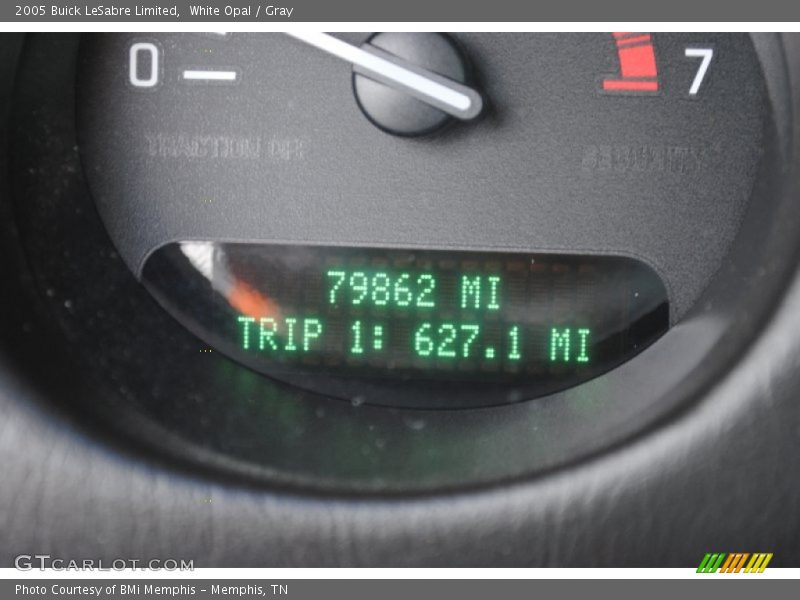 2005 Buick LeSabre Limited,  White Opal / Gray
0
7
TRACTION OFF
SECURITY
79862 MI
TRIP 1: 627.1 MI
GTCARLOT.COM
Photo Courtesy of BMi Memphis - Memphis, TN